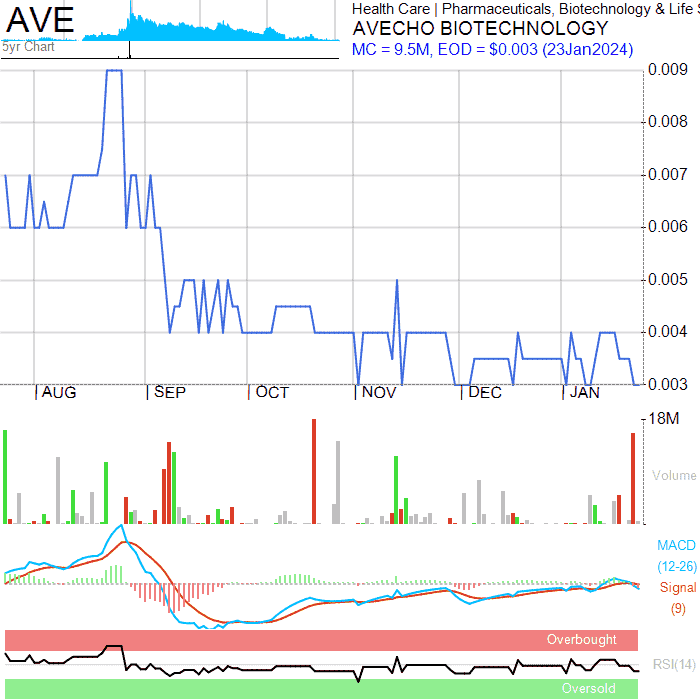 AVE
5yr Chart
Health Care | Pharmaceuticals, Biotechnology & Life S
AVECHO BIOTECHNOLOGY
MC = 9.5M, EOD = $0.003 (23Jan2024)
0.009
0.008
0.007
0.006
0.005
0.004
0.003
AUG SEP OCT NOV DEC JAN
18M
Volume
MACD
(12-26)
Signal
(9)
Overbought
RSI(14)
Oversold